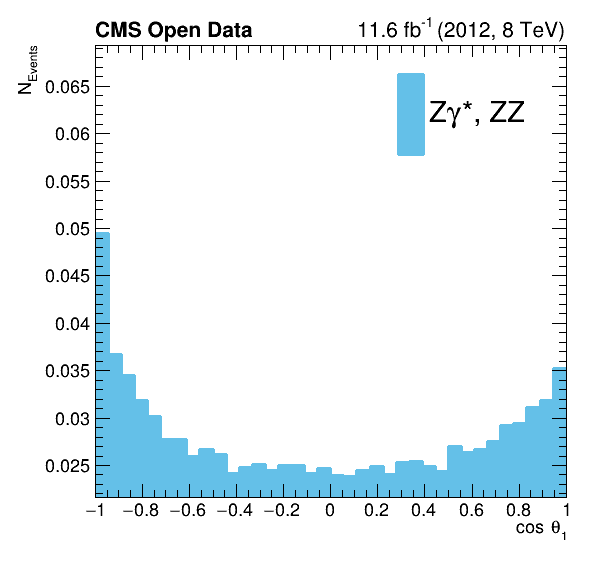 CMS Open Data 11.6 fb⁻¹ (2012, 8 TeV)
N_Events
Zγ*, ZZ
0.065
0.06
0.055
0.05
0.045
0.04
0.035
0.03
0.025
−1 −0.8 −0.6 −0.4 −0.2 0 0.2 0.4 0.6 0.8 1
cos θ₁